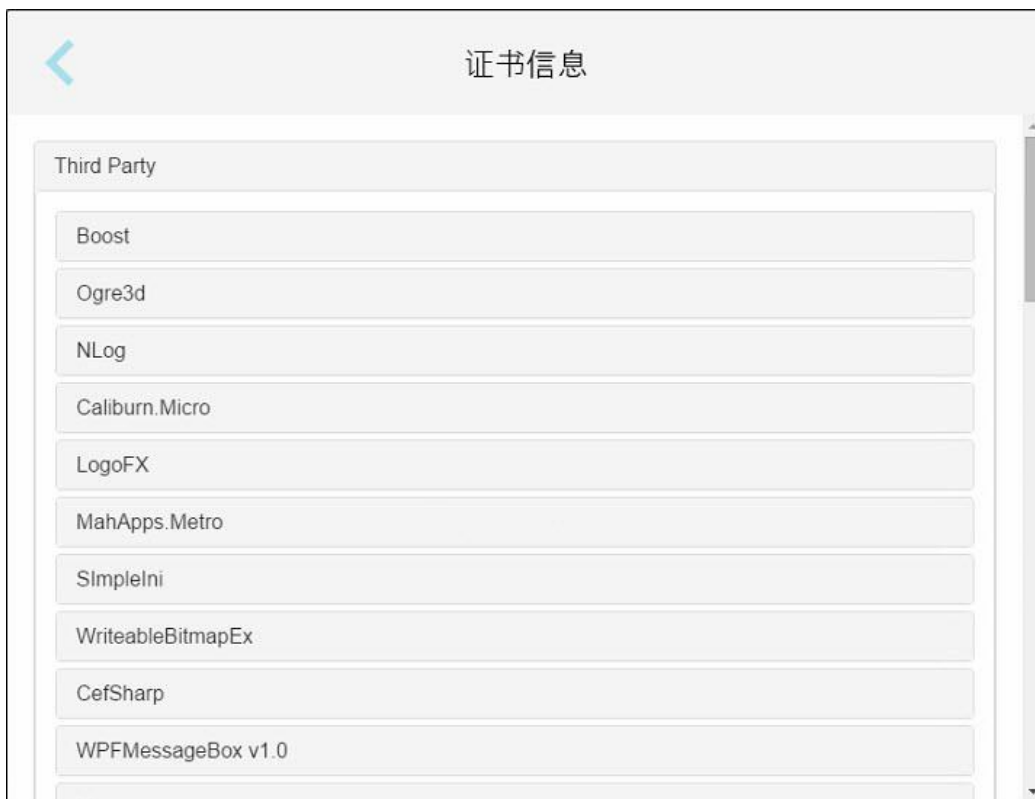 证书信息
Third Party
Boost
Ogre3d
NLog
Caliburn.Micro
LogoFX
MahApps.Metro
SImpleIni
WriteableBitmapEx
CefSharp
WPFMessageBox v1.0